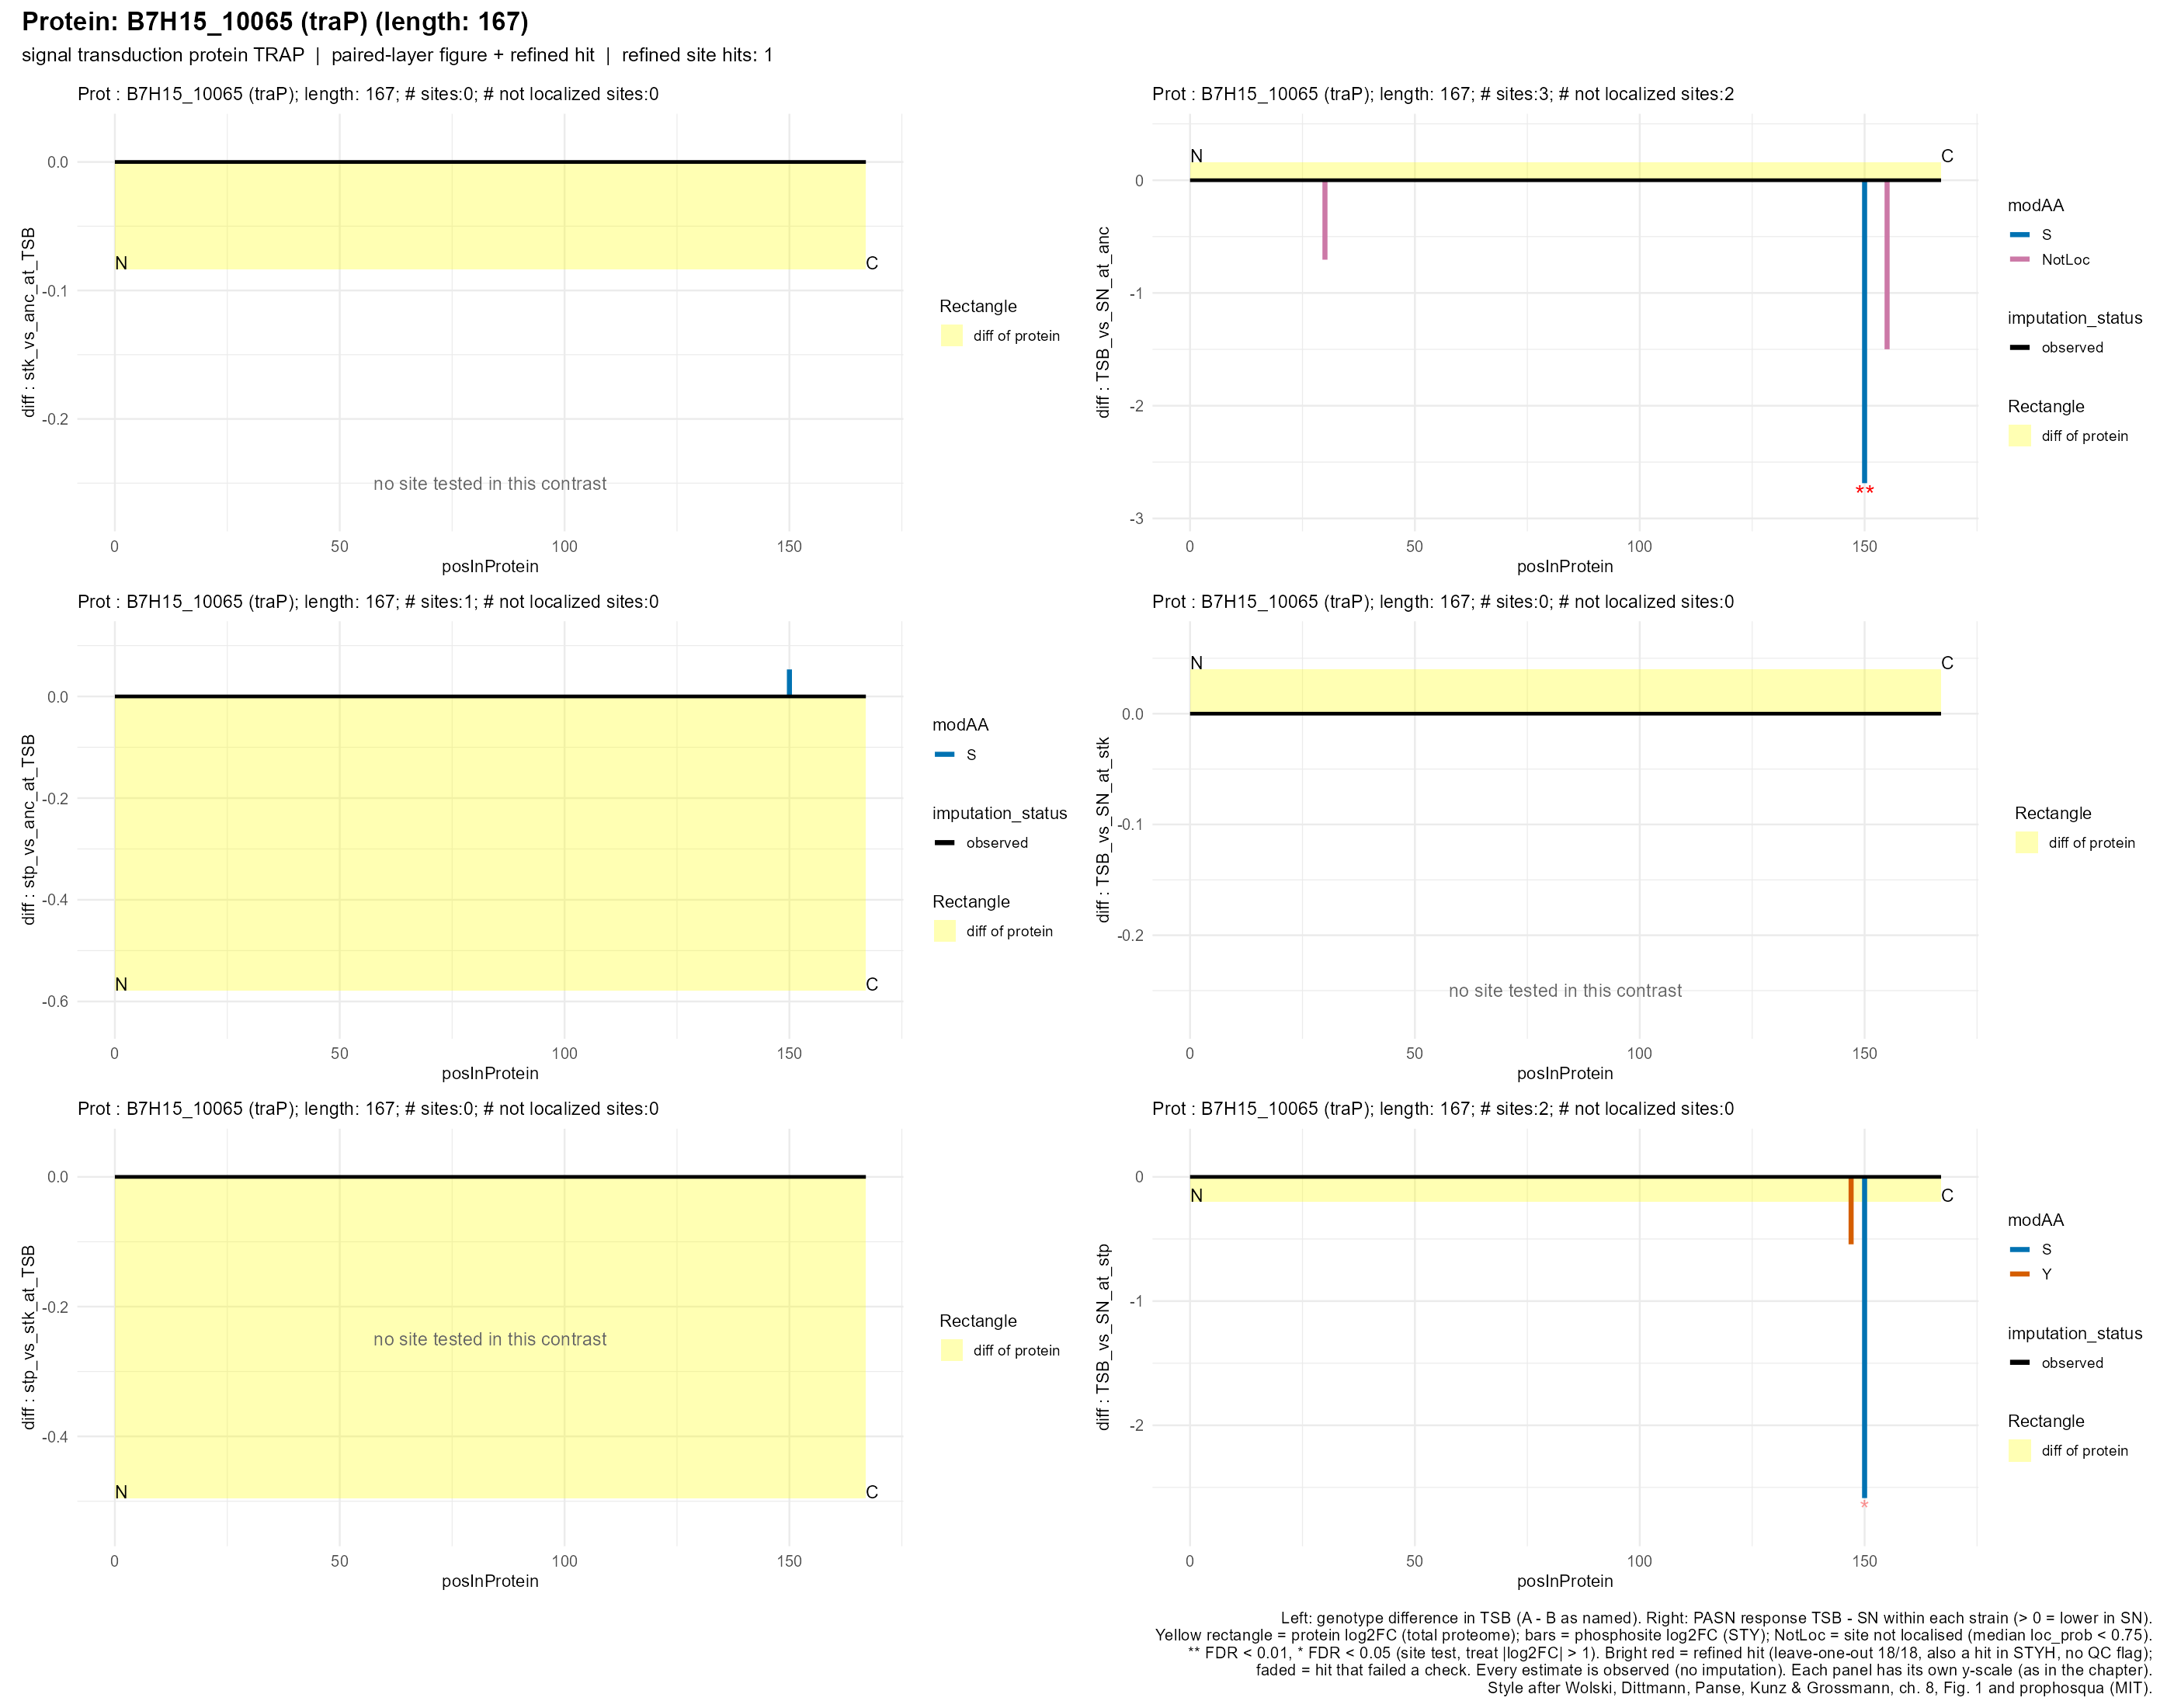 Protein: B7H15_10065 (traP) (length: 167)
signal transduction protein TRAP | paired-layer figure + refined hit | refined site hits: 1
Prot : B7H15_10065 (traP); length: 167; # sites:0; # not localized sites:0
diff : stk_vs_anc_at_TSB
0.0
-0.1
-0.2
N
C
no site tested in this contrast
0
50
100
150
posInProtein
Rectangle
diff of protein
Prot : B7H15_10065 (traP); length: 167; # sites:3; # not localized sites:2
diff : TSB_vs_SN_at_anc
0
-1
-2
-3
N
C
**
0
50
100
150
posInProtein
modAA
S
NotLoc
imputation_status
observed
Rectangle
diff of protein
Prot : B7H15_10065 (traP); length: 167; # sites:1; # not localized sites:0
diff : stp_vs_anc_at_TSB
0.0
-0.2
-0.4
-0.6
N
C
0
50
100
150
posInProtein
modAA
S
imputation_status
observed
Rectangle
diff of protein
Prot : B7H15_10065 (traP); length: 167; # sites:0; # not localized sites:0
diff : TSB_vs_SN_at_stk
0.0
-0.1
-0.2
N
C
no site tested in this contrast
0
50
100
150
posInProtein
Rectangle
diff of protein
Prot : B7H15_10065 (traP); length: 167; # sites:0; # not localized sites:0
diff : stp_vs_stk_at_TSB
0.0
-0.2
-0.4
no site tested in this contrast
N
C
0
50
100
150
posInProtein
Rectangle
diff of protein
Prot : B7H15_10065 (traP); length: 167; # sites:2; # not localized sites:0
diff : TSB_vs_SN_at_stp
0
-1
-2
N
C
*
0
50
100
150
posInProtein
modAA
S
Y
imputation_status
observed
Rectangle
diff of protein
Left: genotype difference in TSB (A - B as named). Right: PASN response TSB - SN within each strain (> 0 = lower in SN).
Yellow rectangle = protein log2FC (total proteome); bars = phosphosite log2FC (STY); NotLoc = site not localised (median loc_prob < 0.75).
** FDR < 0.01, * FDR < 0.05 (site test, treat |log2FC| > 1). Bright red = refined hit (leave-one-out 18/18, also a hit in STYH, no QC flag);
faded = hit that failed a check. Every estimate is observed (no imputation). Each panel has its own y-scale (as in the chapter).
Style after Wolski, Dittmann, Panse, Kunz & Grossmann, ch. 8, Fig. 1 and prophosqua (MIT).